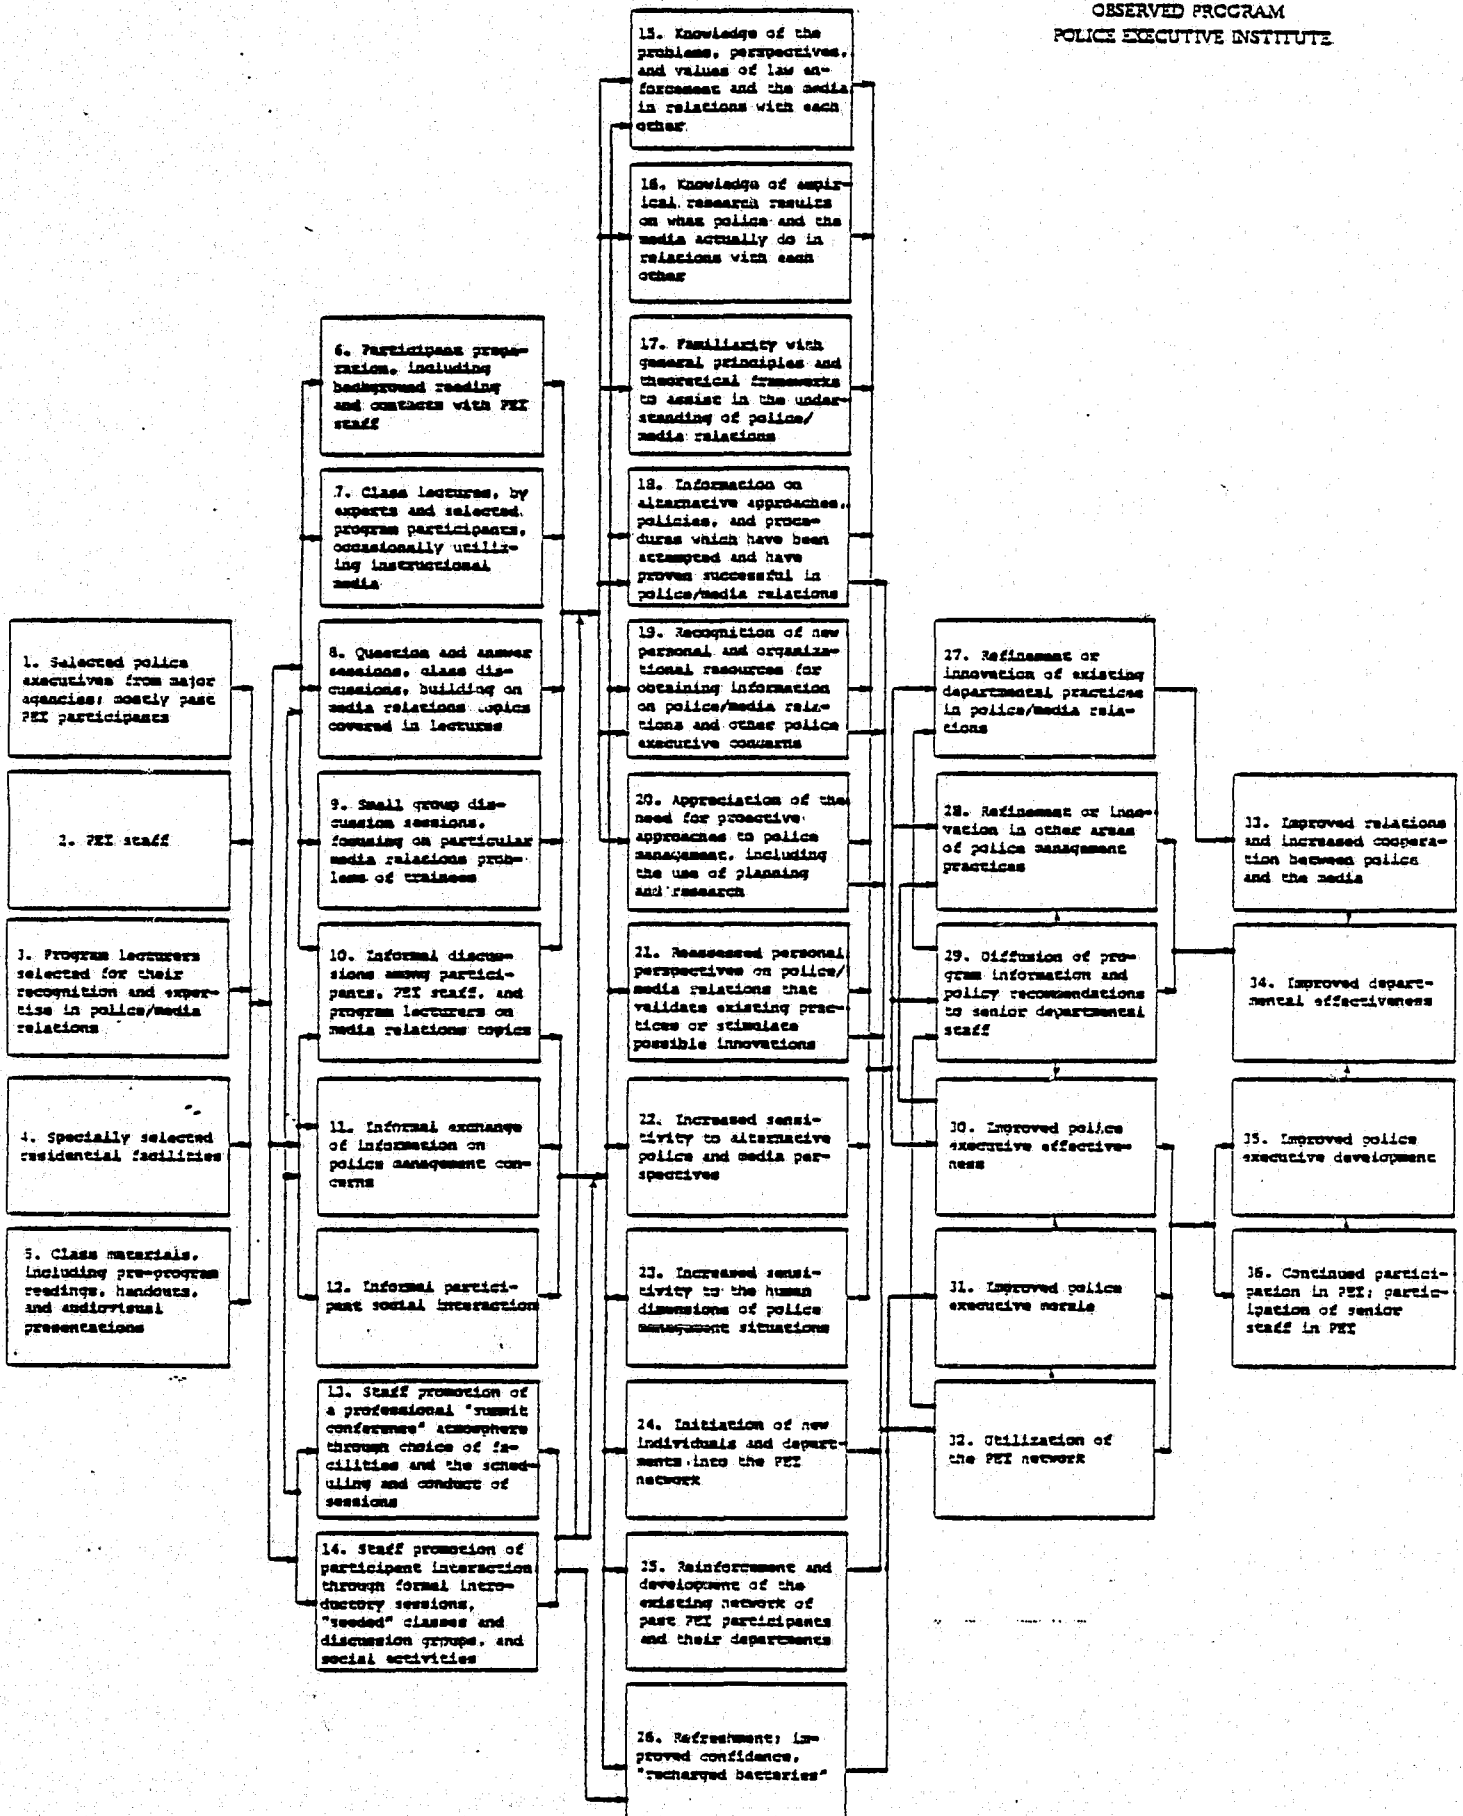 OBSERVED PROGRAM
POLICE EXECUTIVE INSTITUTE
1. Selected police
executives from major
agencies; mostly past
PEI participants
2. PEI staff
3. Program lecturers
selected for their
recognition and exper-
tise in police/media
relations
4. Specially selected
residential facilities
5. Class materials,
including pre-program
readings, handouts,
and audiovisual
presentations
6. Participant prepa-
ration, including
background reading
and contacts with PEI
staff
7. Class lectures, by
experts and selected
program participants,
occasionally utiliz-
ing instructional
media
8. Question and answer
sessions, class dis-
cussions, building on
media relations topics
covered in lectures
9. Small group dis-
cussion sessions,
focusing on particular
media relations prob-
lems of trainees
10. Informal discus-
sions among partici-
pants, PEI staff, and
program lecturers on
media relations topics
11. Informal exchange
of information on
police management con-
cerns
12. Informal partici-
pant social interaction
13. Staff promotion of
a professional "summit
conference" atmosphere
through choice of fa-
cilities and the sched-
uling and conduct of
sessions
14. Staff promotion of
participant interaction
through formal intro-
ductory sessions,
"seeded" classes and
discussion groups, and
social activities
15. Knowledge of the
problems, perspectives,
and values of law en-
forcement and the media
in relations with each
other
16. Knowledge of empir-
ical research results
on what police and the
media actually do in
relations with each
other
17. Familiarity with
general principles and
theoretical frameworks
to assist in the under-
standing of police/
media relations
18. Information on
alternative approaches,
policies, and proce-
dures which have been
attempted and have
proven successful in
police/media relations
19. Recognition of new
personal and organiza-
tional resources for
obtaining information
on police/media rela-
tions and other police
executive concerns
20. Appreciation of the
need for proactive
approaches to police
management, including
the use of planning
and research
21. Reassessed personal
perspectives on police/
media relations that
validate existing prac-
tices or stimulate
possible innovations
22. Increased sensi-
tivity to alternative
police and media per-
spectives
23. Increased sensi-
tivity to the human
dimensions of police
management situations
24. Initiation of new
individuals and depart-
ments into the PEI
network
25. Reinforcement and
development of the
existing network of
past PEI participants
and their departments
26. Refreshment; im-
proved confidence,
"recharged batteries"
27. Refinement or
innovation of existing
departmental practices
in police/media rela-
tions
28. Refinement or inno-
vation in other areas
of police management
practices
29. Diffusion of pro-
gram information and
policy recommendations
to senior departmental
staff
30. Improved police
executive effective-
ness
31. Improved police
executive morale
32. Utilization of
the PEI network
33. Improved relations
and increased coopera-
tion between police
and the media
34. Improved depart-
mental effectiveness
35. Improved police
executive development
36. Continued partici-
pation in PEI; partic-
ipation of senior
staff in PEI